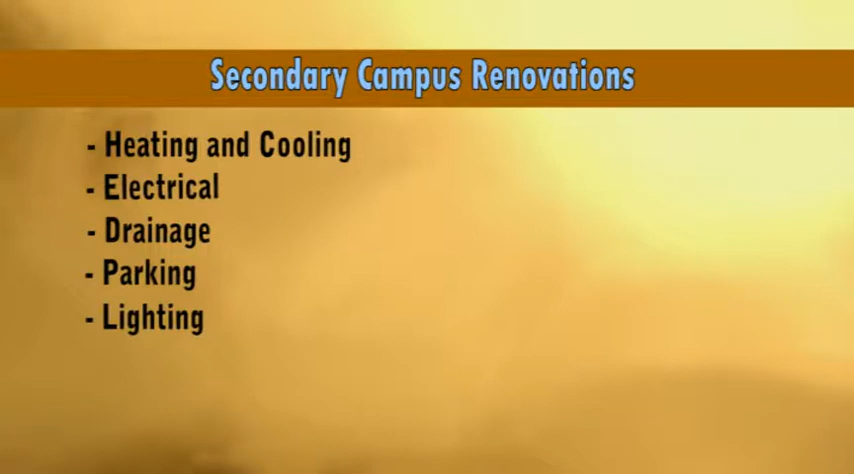 Secondary Campus Renovations
- Heating and Cooling
- Electrical
- Drainage
- Parking
- Lighting